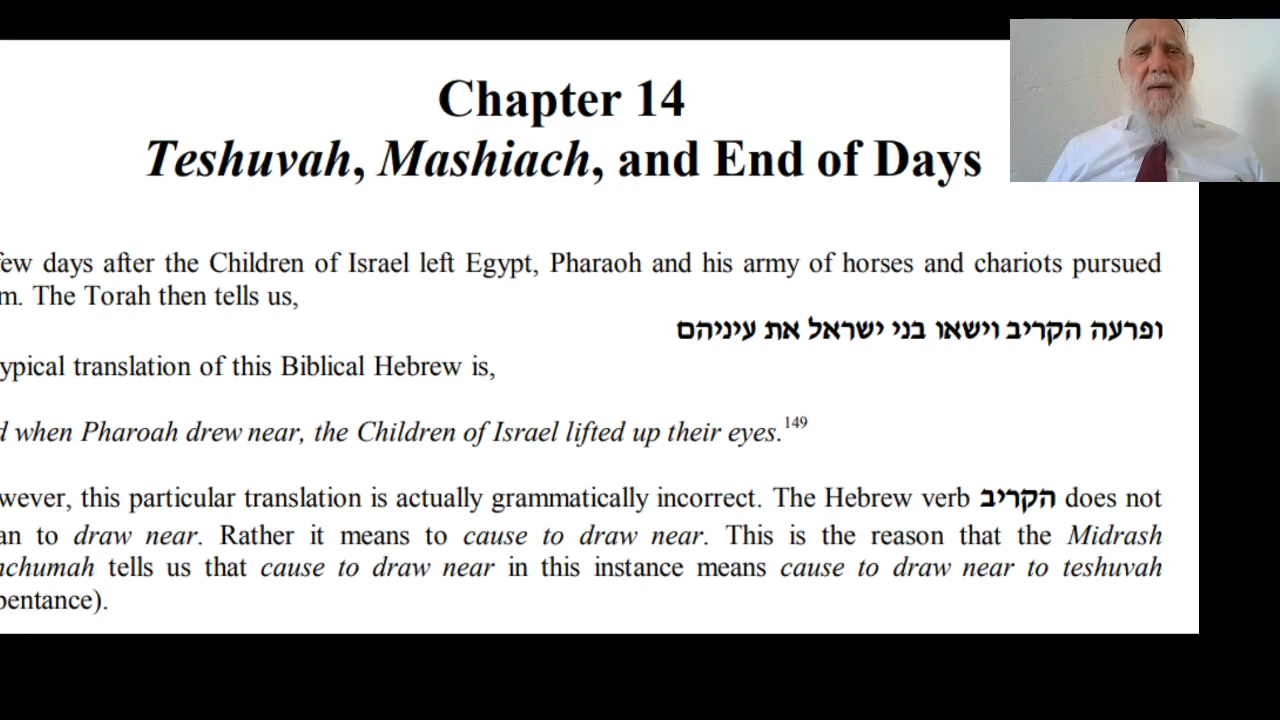 Chapter 14
Teshuvah, Mashiach, and End of Days
few days after the Children of Israel left Egypt, Pharaoh and his army of horses and chariots pursued
m. The Torah then tells us,
ופרעה הקריב וישאו בני ישראל את עיניהם
ypical translation of this Biblical Hebrew is,
d when Pharoah drew near, the Children of Israel lifted up their eyes.149
wever, this particular translation is actually grammatically incorrect. The Hebrew verb הקריב does not
an to draw near. Rather it means to cause to draw near. This is the reason that the Midrash
nchumah tells us that cause to draw near in this instance means cause to draw near to teshuvah
pentance).